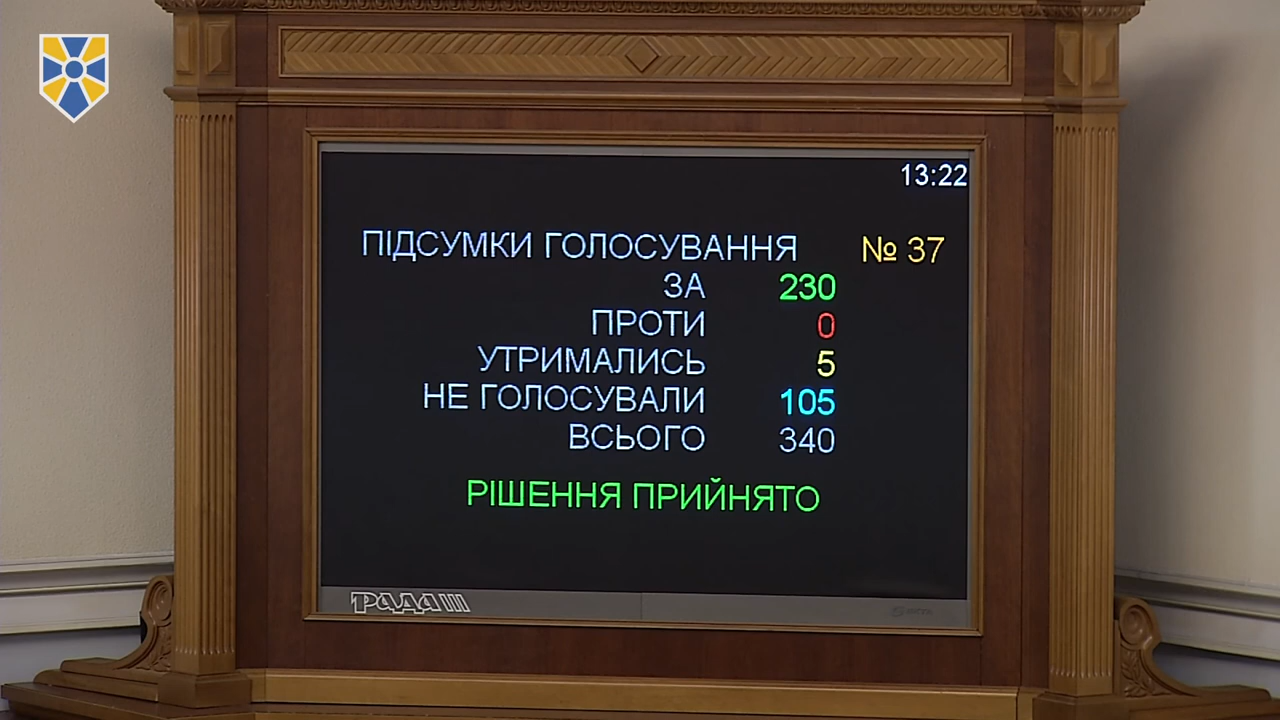 13:22
ПІДСУМКИ ГОЛОСУВАННЯ № 37
ЗА 230
ПРОТИ 0
УТРИМАЛИСЬ 5
НЕ ГОЛОСУВАЛИ 105
ВСЬОГО 340
РІШЕННЯ ПРИЙНЯТО
РАДА III